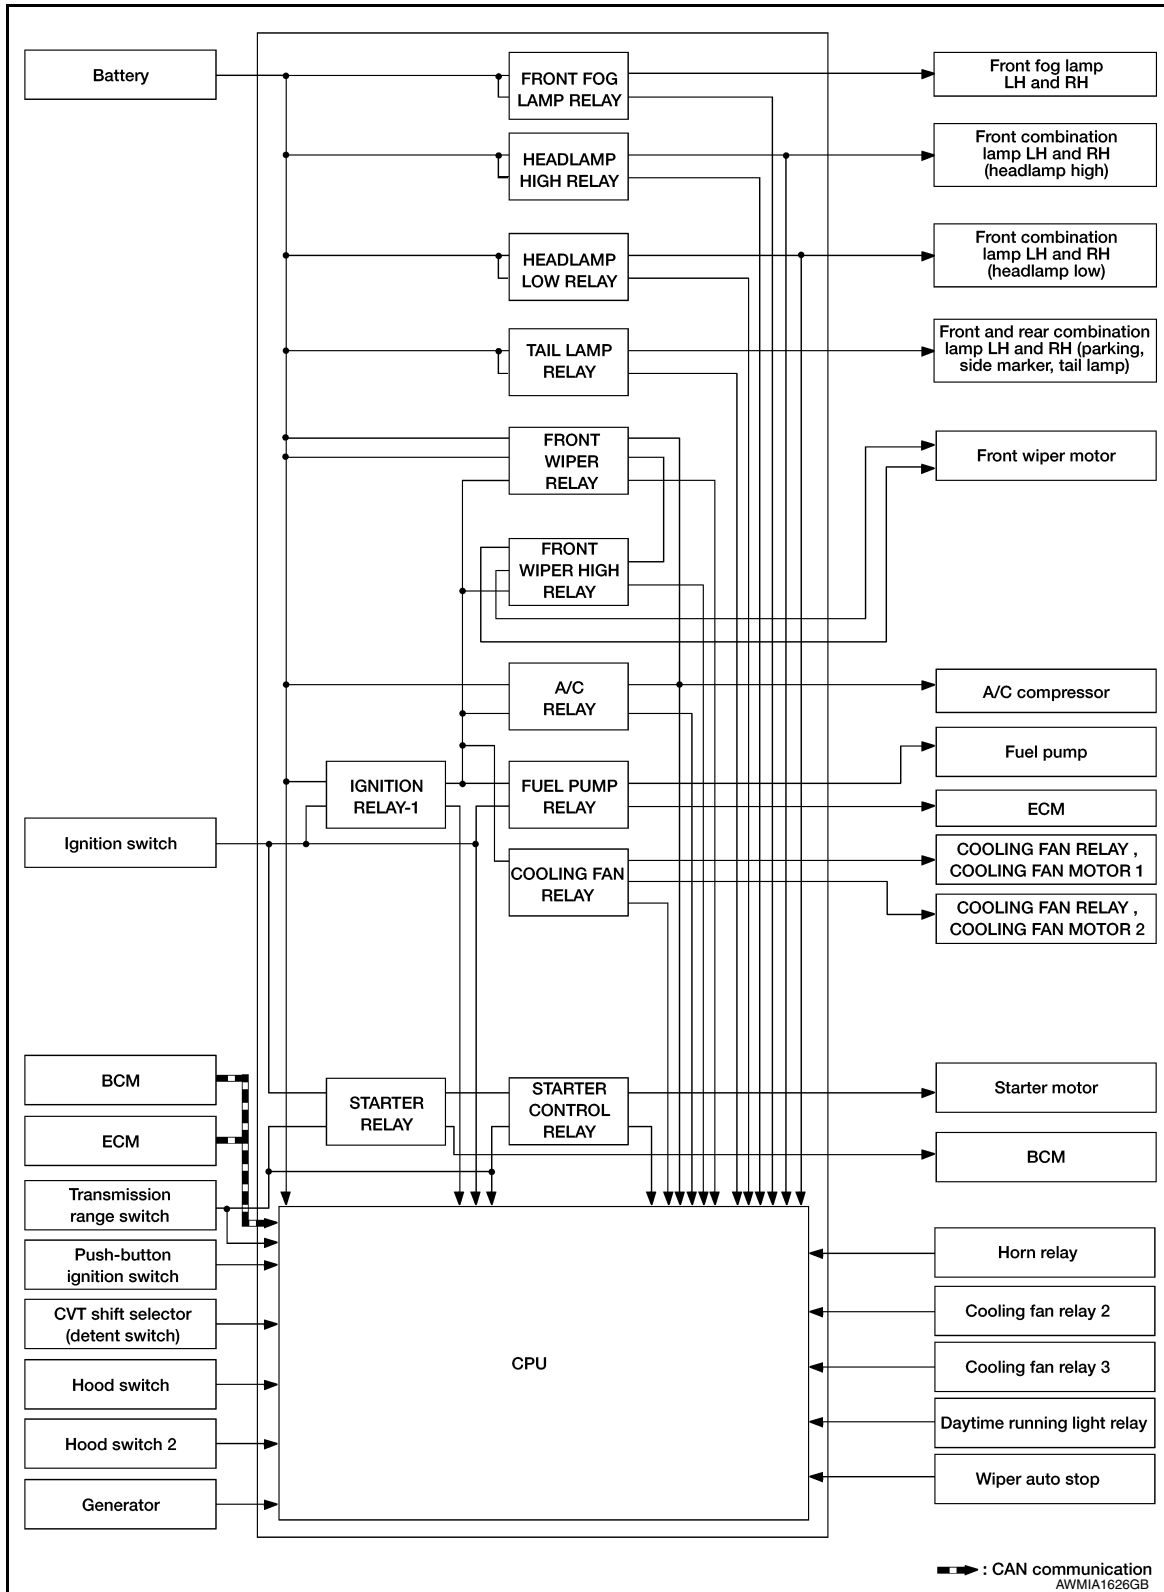 Battery
FRONT FOG
LAMP RELAY
Front fog lamp
LH and RH
HEADLAMP
HIGH RELAY
Front combination
lamp LH and RH
(headlamp high)
HEADLAMP
LOW RELAY
Front combination
lamp LH and RH
(headlamp low)
TAIL LAMP
RELAY
Front and rear combination
lamp LH and RH (parking,
side marker, tail lamp)
FRONT
WIPER
RELAY
Front wiper motor
FRONT
WIPER HIGH
RELAY
A/C
RELAY
A/C compressor
Fuel pump
IGNITION
RELAY-1
FUEL PUMP
RELAY
ECM
Ignition switch
COOLING FAN
RELAY
COOLING FAN RELAY ,
COOLING FAN MOTOR 1
COOLING FAN RELAY ,
COOLING FAN MOTOR 2
BCM
ECM
STARTER
RELAY
STARTER
CONTROL
RELAY
Starter motor
BCM
Transmission
range switch
Push-button
ignition switch
CVT shift selector
(detent switch)
Hood switch
Hood switch 2
Generator
CPU
Horn relay
Cooling fan relay 2
Cooling fan relay 3
Daytime running light relay
Wiper auto stop
: CAN communication
AWMIA1626GB